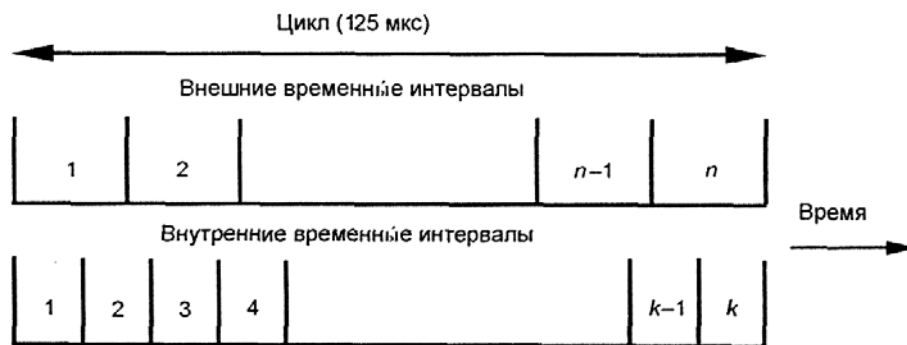 Цикл (125 мкс)
Внешние временные интервалы
1 2 n–1 n
Время
Внутренние временные интервалы
1 2 3 4 k–1 k